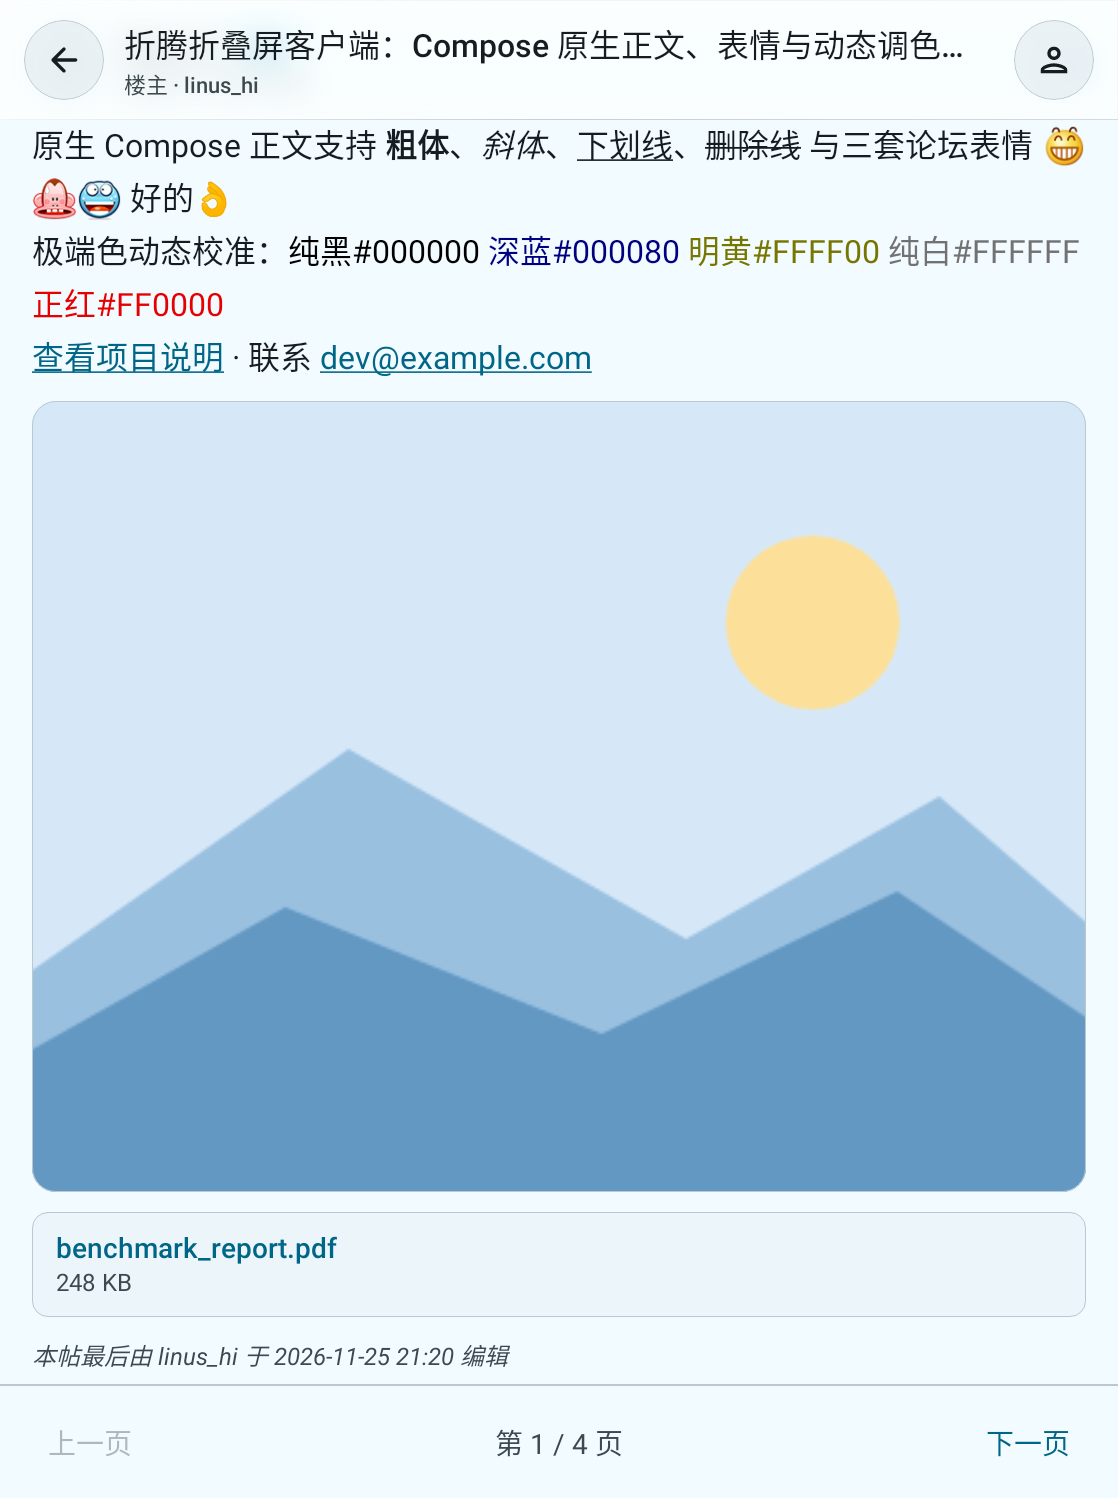 折腾折叠屏客户端：Compose 原生正文、表情与动态调色...
楼主 · linus_hi
原生 Compose 正文支持 粗体、斜体、下划线、删除线 与三套论坛表情 😁
好的👌
极端色动态校准：纯黑#000000 深蓝#000080 明黄#FFFF00 纯白#FFFFFF
正红#FF0000
查看项目说明 · 联系 dev@example.com
benchmark_report.pdf
248 KB
本帖最后由 linus_hi 于 2026-11-25 21:20 编辑
上一页
第 1 / 4 页
下一页